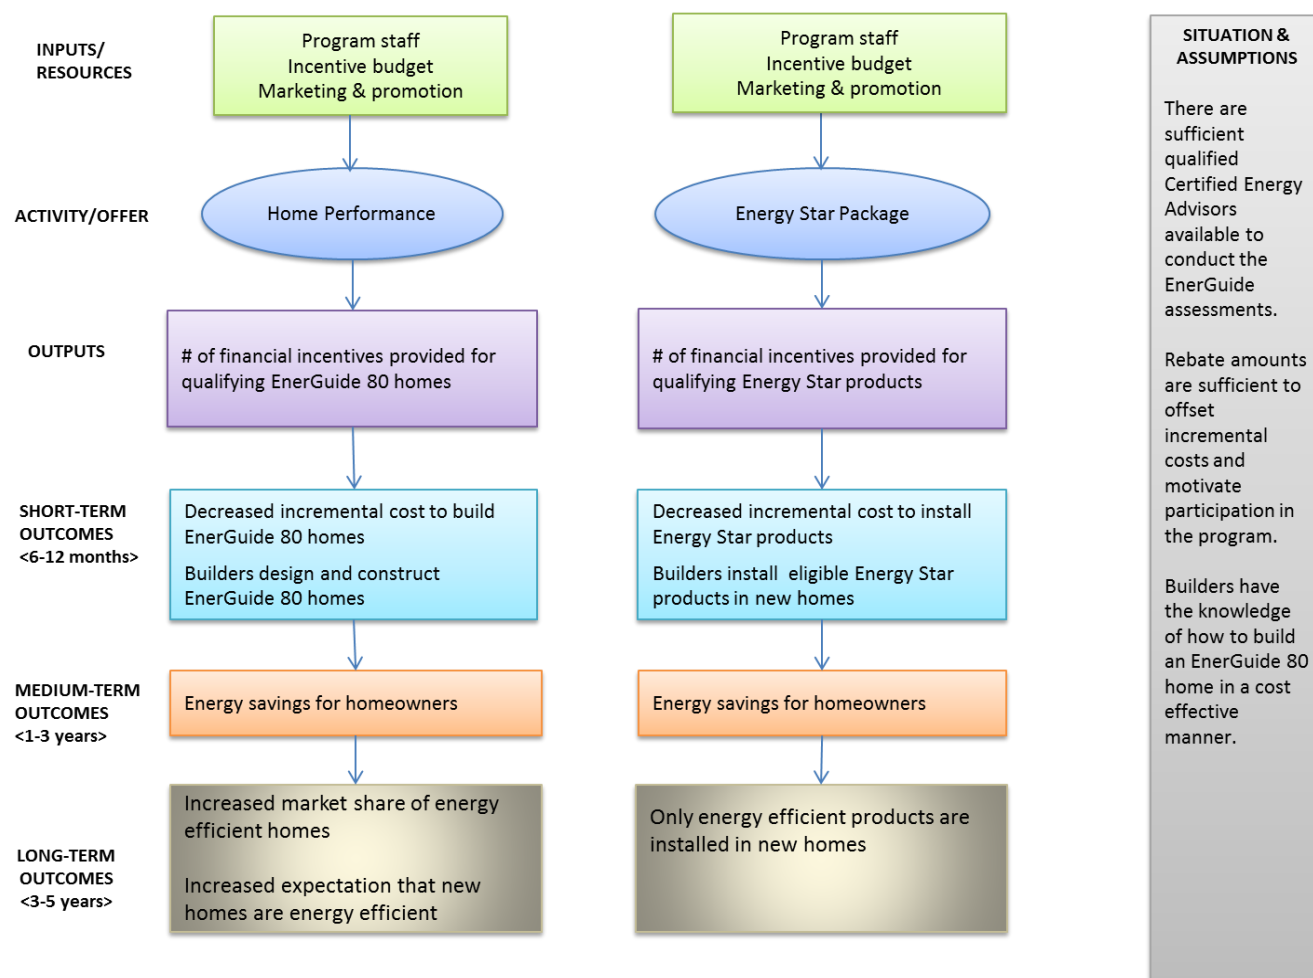 INPUTS/
RESOURCES
Program staff
Incentive budget
Marketing & promotion
Program staff
Incentive budget
Marketing & promotion
ACTIVITY/OFFER
Home Performance
Energy Star Package
OUTPUTS
# of financial incentives provided for
qualifying EnerGuide 80 homes
# of financial incentives provided for
qualifying Energy Star products
SHORT-TERM
OUTCOMES
<6-12 months>
Decreased incremental cost to build
EnerGuide 80 homes
Builders design and construct
EnerGuide 80 homes
Decreased incremental cost to install
Energy Star products
Builders install eligible Energy Star
products in new homes
MEDIUM-TERM
OUTCOMES
<1-3 years>
Energy savings for homeowners
Energy savings for homeowners
LONG-TERM
OUTCOMES
<3-5 years>
Increased market share of energy
efficient homes
Increased expectation that new
homes are energy efficient
Only energy efficient products are
installed in new homes
SITUATION &
ASSUMPTIONS
There are
sufficient
qualified
Certified Energy
Advisors
available to
conduct the
EnerGuide
assessments.
Rebate amounts
are sufficient to
offset
incremental
costs and
motivate
participation in
the program.
Builders have
the knowledge
of how to build
an EnerGuide 80
home in a cost
effective
manner.